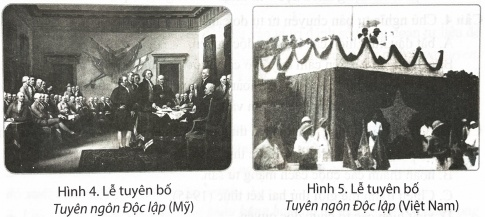 Hình 4. Lễ tuyên bố
Tuyên ngôn Độc lập (Mỹ)
Hình 5. Lễ tuyên bố
Tuyên ngôn Độc lập (Việt Nam)